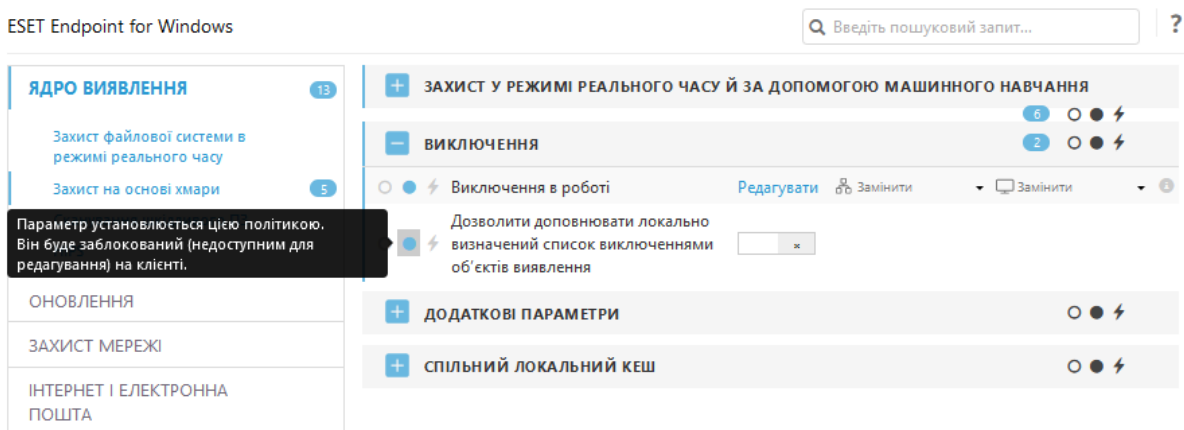 ESET Endpoint for Windows
Введіть пошуковий запит...
?
ЯДРО ВИЯВЛЕННЯ
13
Захист файлової системи в
режимі реального часу
Захист на основі хмари
5
Параметр установлюється цією політикою.
Він буде заблокований (недоступним для
редагування) на клієнті.
ОНОВЛЕННЯ
ЗАХИСТ МЕРЕЖІ
ІНТЕРНЕТ І ЕЛЕКТРОННА
ПОШТА
ЗАХИСТ У РЕЖИМІ РЕАЛЬНОГО ЧАСУ Й ЗА ДОПОМОГОЮ МАШИННОГО НАВЧАННЯ
6
ВИКЛЮЧЕННЯ
2
Виключення в роботі Редагувати Замінити Замінити
Дозволити доповнювати локально
визначений список виключеннями
об'єктів виявлення
ДОДАТКОВІ ПАРАМЕТРИ
СПІЛЬНИЙ ЛОКАЛЬНИЙ КЕШ